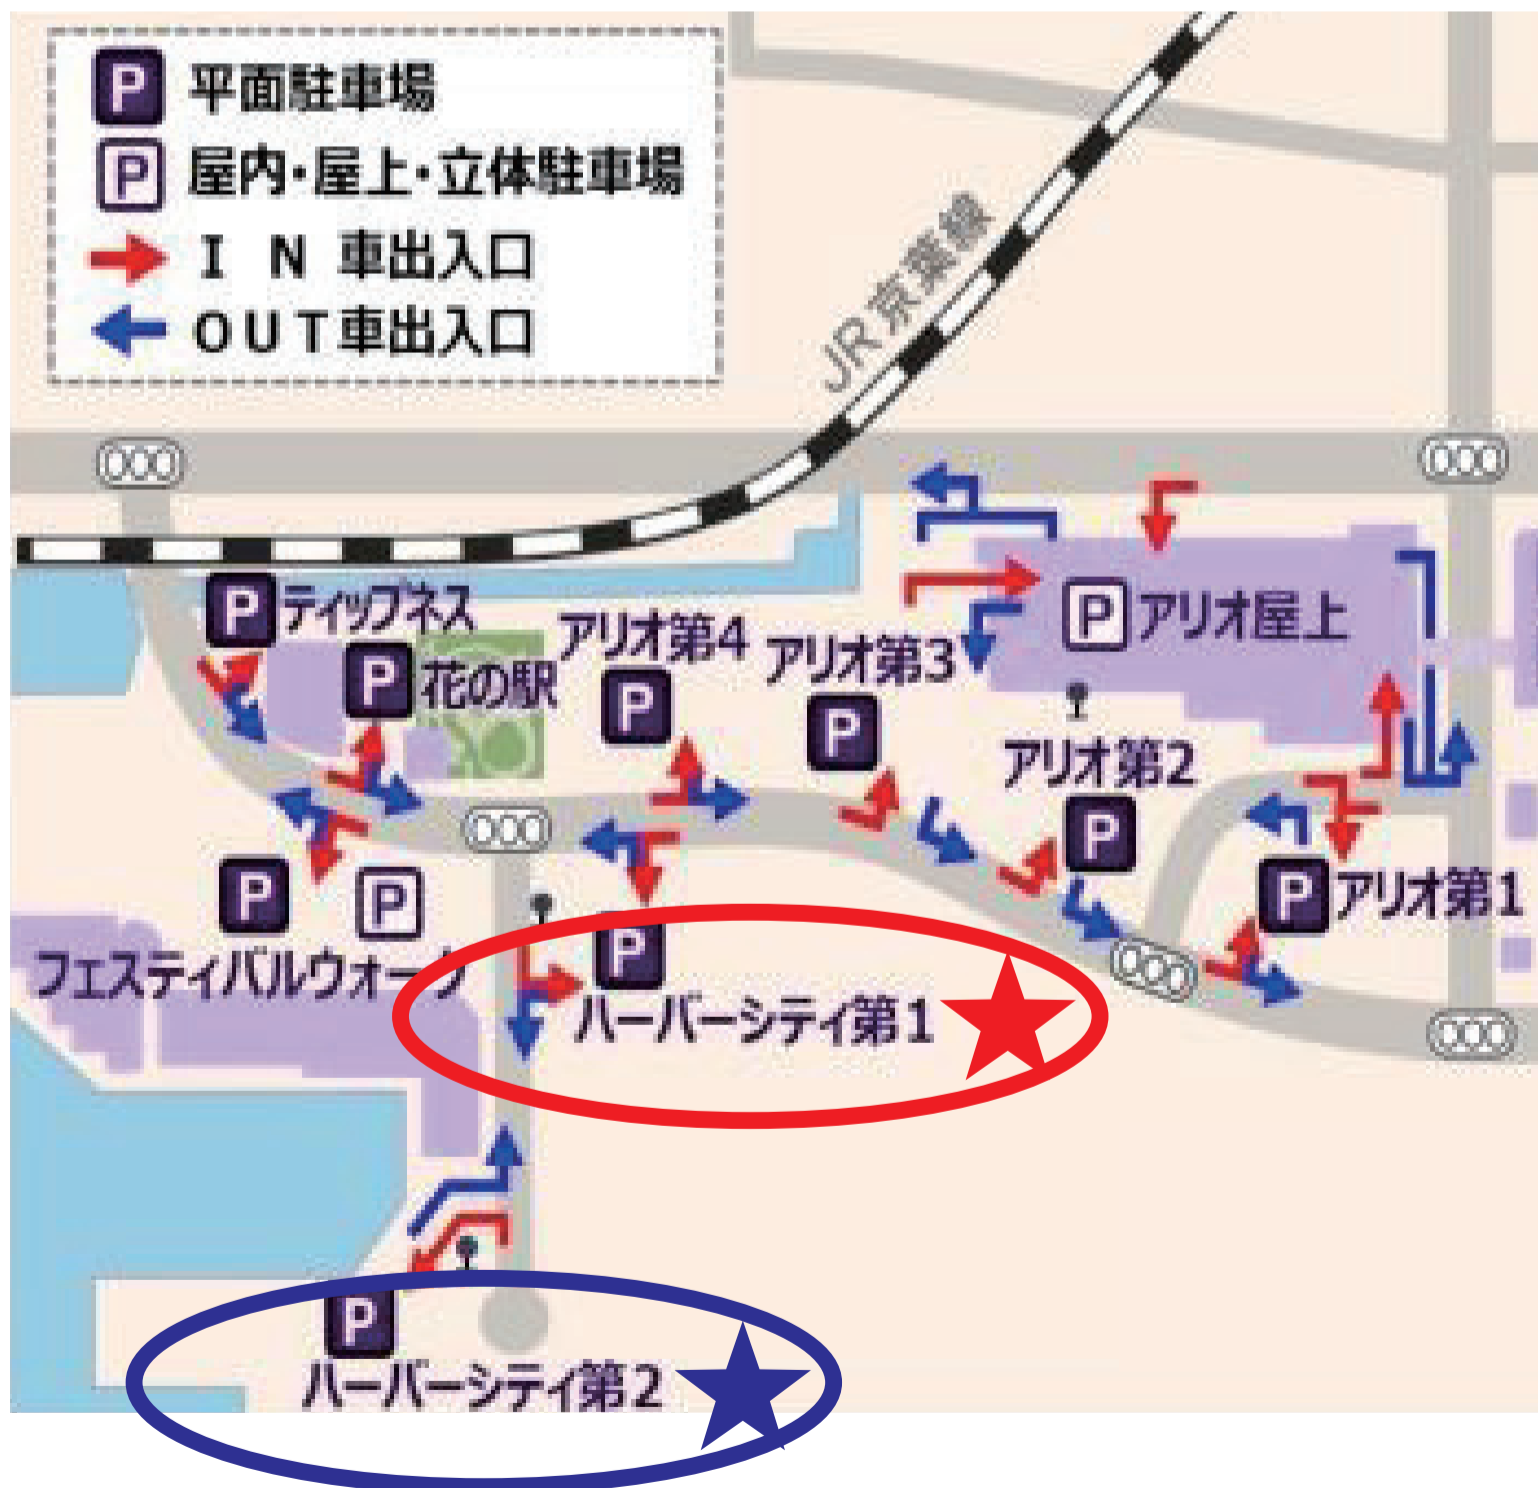 P 平面駐車場
P 屋内・屋上・立体駐車場
I N 車出入口
OUT車出入口
JR京葉線
P ティップネス
P 花の駅
アリオ第4
P
アリオ第3
P
P アリオ屋上
アリオ第2
P
P アリオ第1
P P
フェスティバルウォーク
P
ハーバーシティ第1
P
ハーバーシティ第2